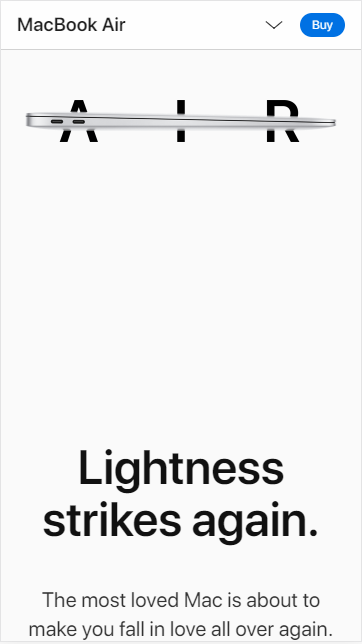 MacBook Air
Buy
AIR
Lightness
strikes again.
The most loved Mac is about to
make you fall in love all over again.